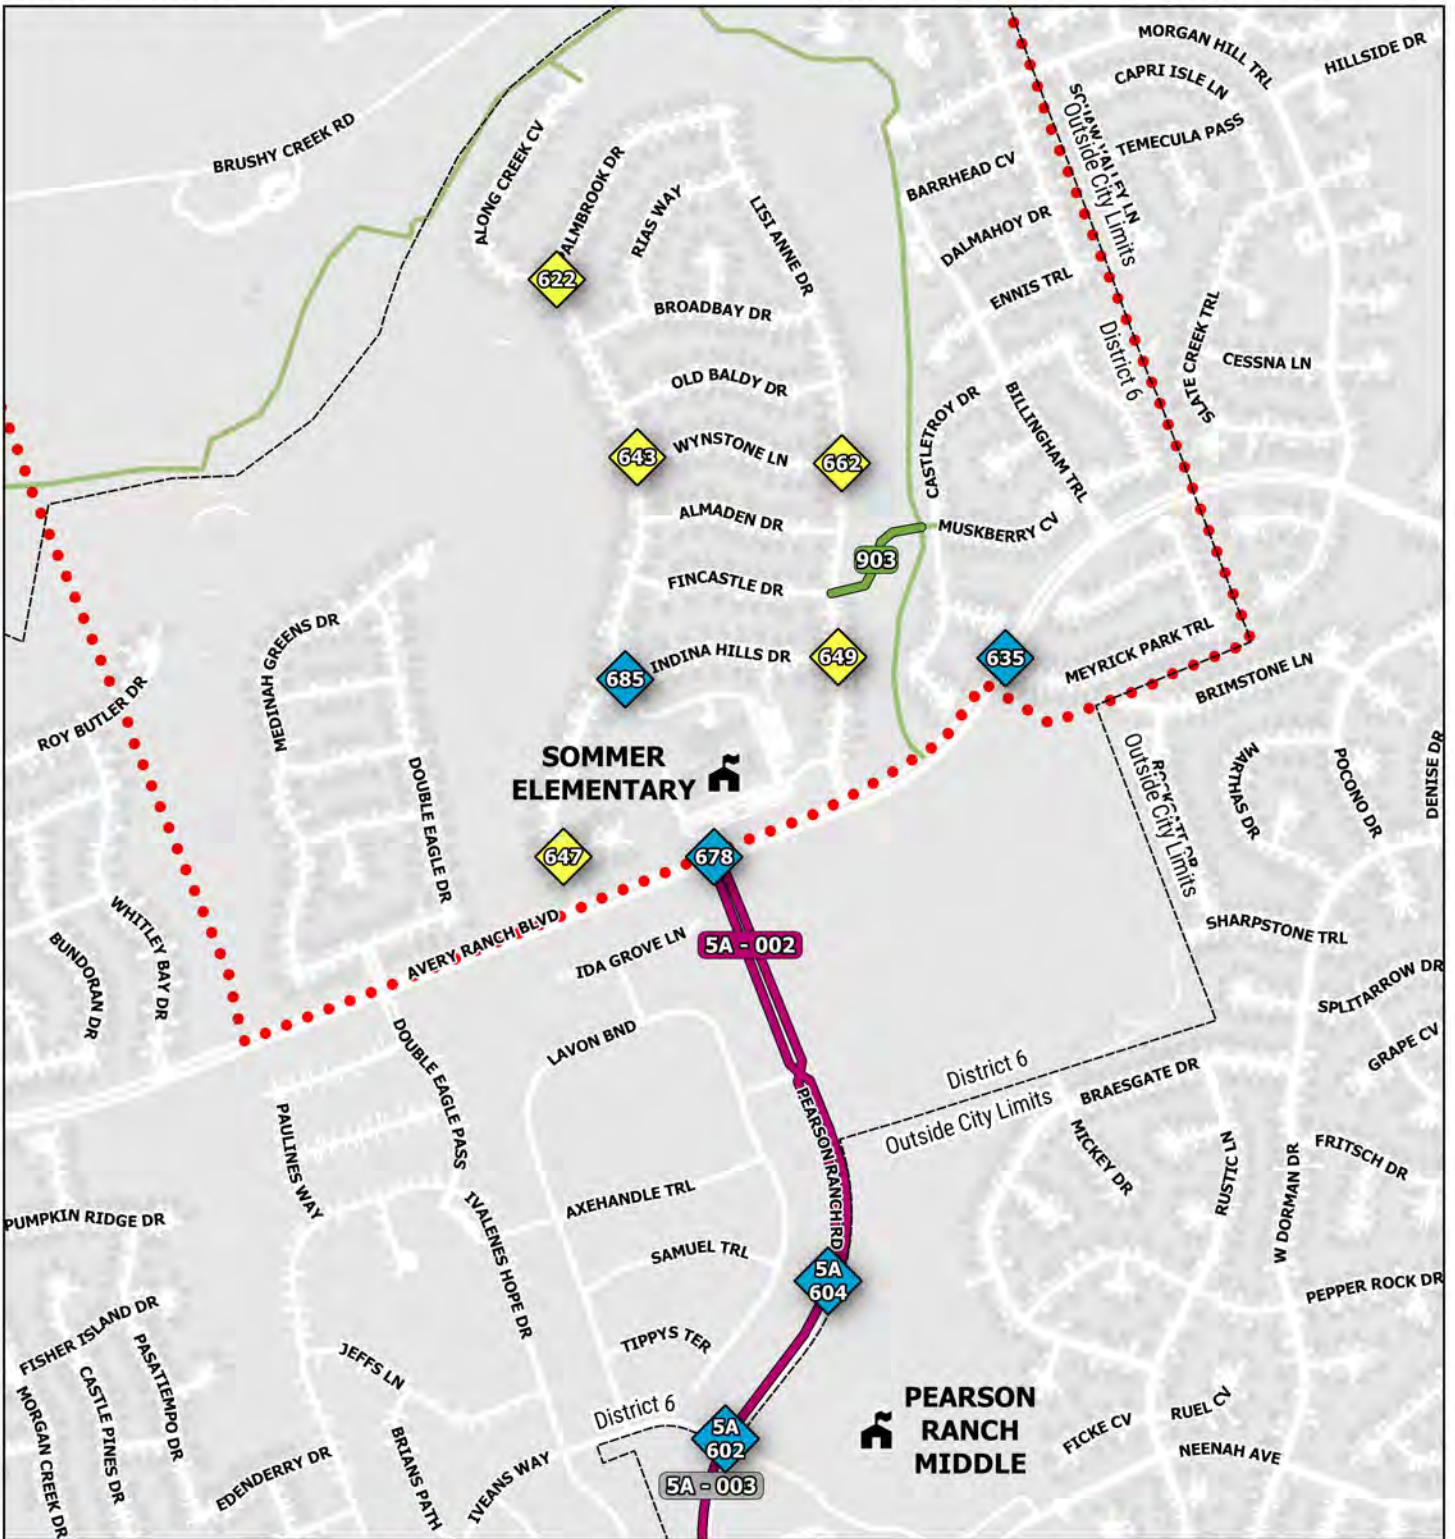 MORGAN HILL TRL
HILLSIDE DR
CAPRI ISLE LN
TEMECULA PASS
BRUSHY CREEK RD
ALONG CREEK CV
RIAS WAY
LISI ANNE DR
BARRHEAD CV
DALMAHOY DR
Outside City Limits
ENNIS TRL
622
BROADBAY DR
District 6
SLATE CREEK TRL
CESSNA LN
OLD BALDY DR
CASTLETROY DR
BILLINGHAM TRL
643
WYNSTONE LN
662
ALMADEN DR
MUSKBERRY CV
903
FINCASTLE DR
MEDINAH GREENS DR
685
INDINA HILLS DR
649
635
MEYRICK PARK TRL
BRIMSTONE LN
ROY BUTLER DR
SOMMER
ELEMENTARY
DOUBLE EAGLE DR
Outside City Limits
MARTHAS DR
POCONO DR
DENISE DR
647
678
WHITLEY BAY DR
BUNDORAN DR
AVERY RANCH BLVD
IDA GROVE LN
5A - 002
SHARPSTONE TRL
SPLITARROW DR
GRAPE CV
DOUBLE EAGLE PASS
LAVON BND
District 6
Outside City Limits
BRAESGATE DR
PEARSON RANCH RD
PAULINES WAY
MICKEY DR
RUSTIC LN
W DORMAN DR
FRITSCH DR
PUMPKIN RIDGE DR
IVALENES HOPE DR
AXEHANDLE TRL
SAMUEL TRL
5A
604
PEPPER ROCK DR
FISHER ISLAND DR
PASATIEMPO DR
CASTLE PINES DR
MORGAN CREEK DR
JEFFS LN
TIPPYS TER
District 6
5A
602
5A - 003
PEARSON
RANCH
MIDDLE
FICKE CV
RUEL CV
NEENAH AVE
EDENDERRY DR
BRIANS PATH
IVEANS WAY